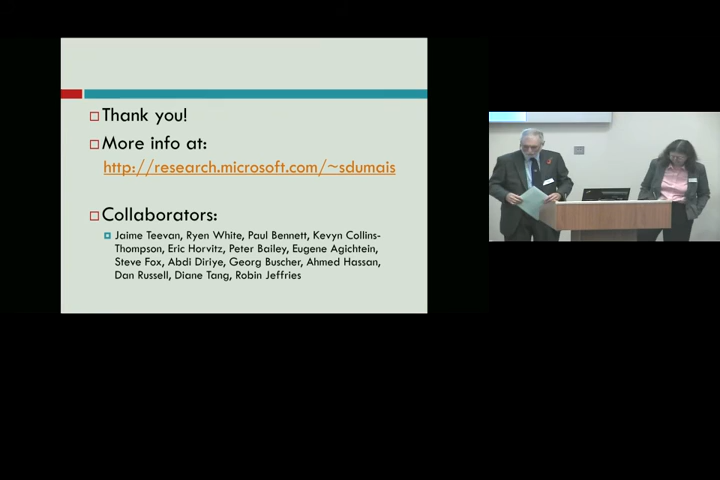 Thank you!
More info at:
http://research.microsoft.com/~sdumais
Collaborators:
Jaime Teevan, Ryen White, Paul Bennett, Kevyn Collins-
Thompson, Eric Horvitz, Peter Bailey, Eugene Agichtein,
Steve Fox, Abdi Diriye, Georg Buscher, Ahmed Hassan,
Dan Russell, Diane Tang, Robin Jeffries